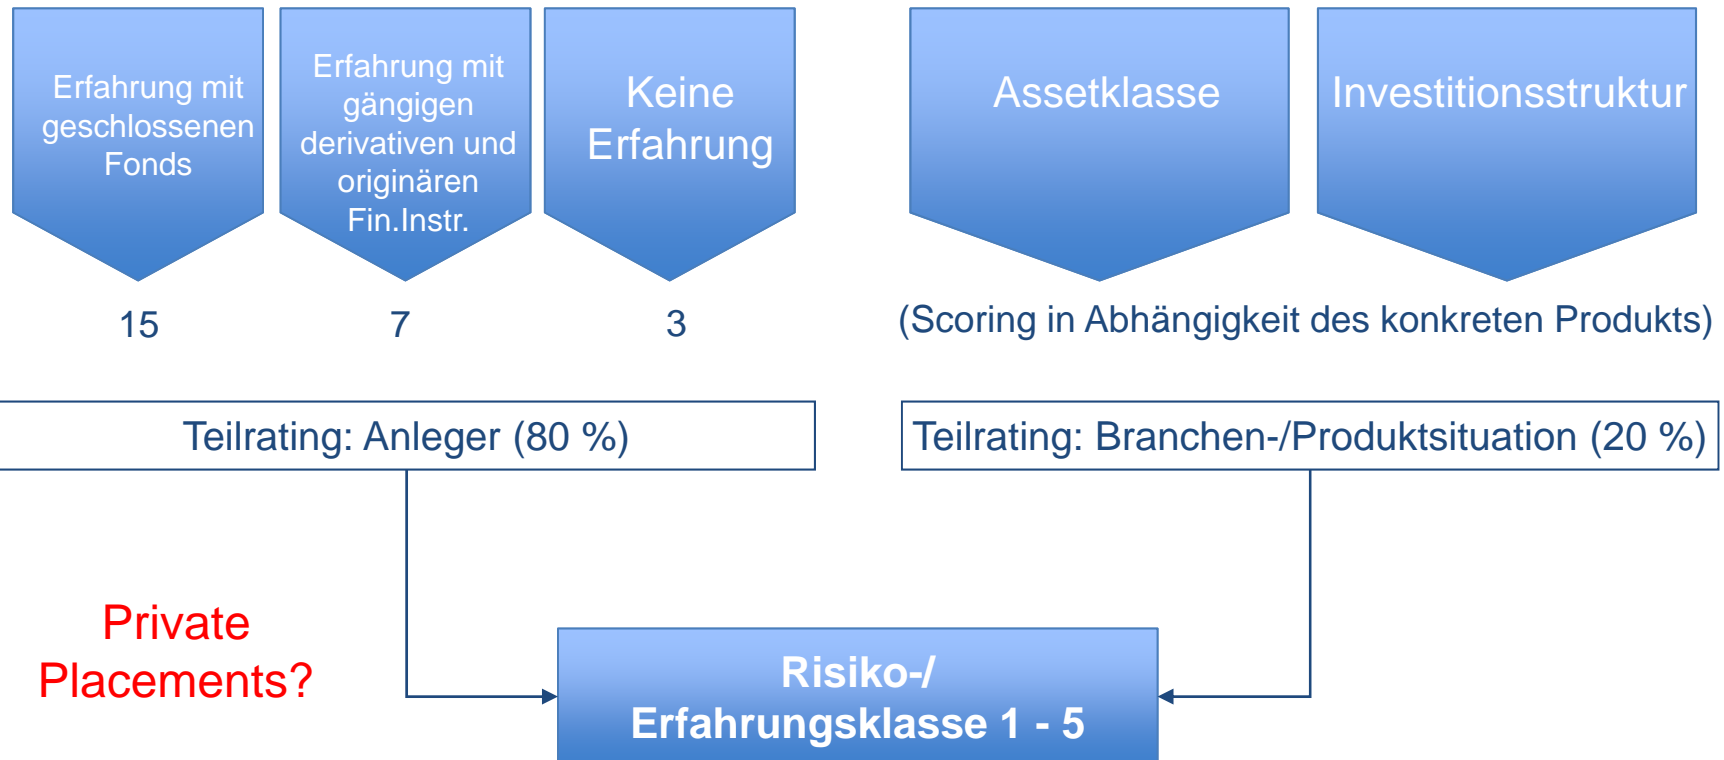 Erfahrung mit
geschlossenen
Fonds
Erfahrung mit
gängigen
derivativen und
originären
Fin.Instr.
Keine
Erfahrung
Assetklasse
Investitionsstruktur
15
7
3
(Scoring in Abhängigkeit des konkreten Produkts)
Teilrating: Anleger (80 %)
Teilrating: Branchen-/Produktsituation (20 %)
Private
Placements?
Risiko-/
Erfahrungsklasse 1 - 5